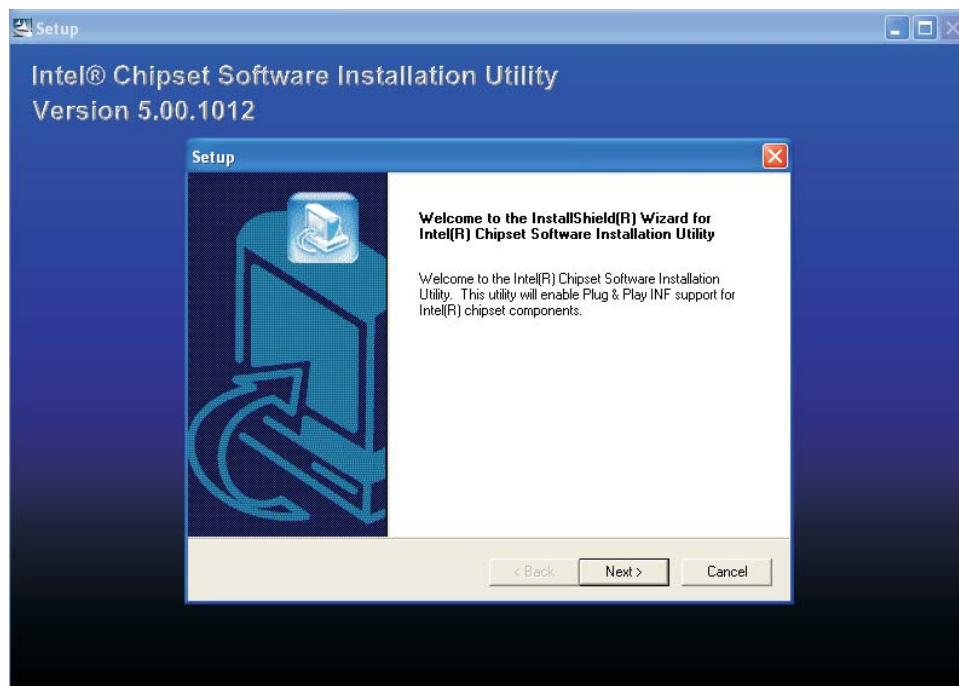 Setup
Intel® Chipset Software Installation Utility
Version 5.00.1012
Setup
Welcome to the InstallShield(R) Wizard for
Intel(R) Chipset Software Installation Utility
Welcome to the Intel(R) Chipset Software Installation
Utility. This utility will enable Plug & Play INF support for
Intel(R) chipset components.
< Back
Next >
Cancel